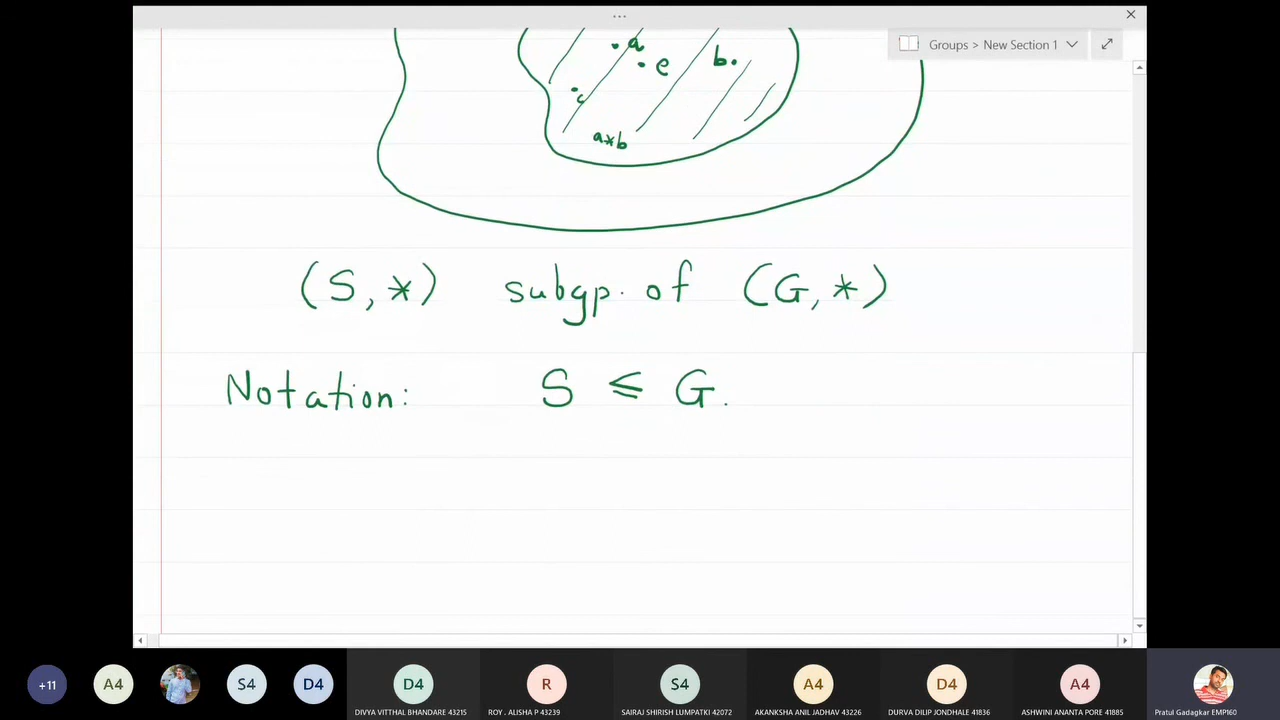 Groups > New Section 1
a
e
b
c
a*b
(S, *) subgp. of (G, *)
Notation: S ≤ G.
+11
A4
S4
D4
D4
R
S4
A4
D4
A4
DIVYA VITTHAL BHANDARE 43215
ROY . ALISHA P 43239
SAIRAJ SHIRISH LUMPATKI 42072
AKANKSHA ANIL JADHAV 43226
DURVA DILIP JONDHALE 41836
ASHWINI ANANTA PORE 41885
Pratul Gadagkar EMP160